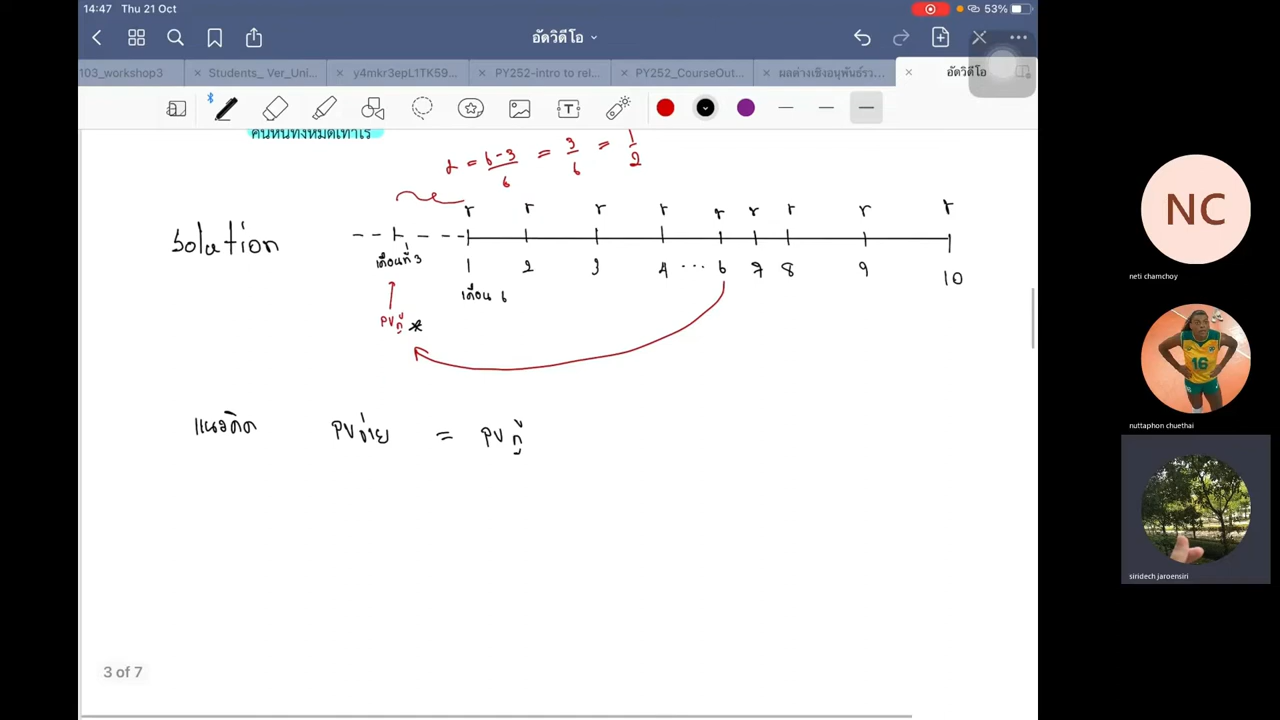 14:47 Thu 21 Oct
53%
อัดวิดีโอ
103_workshop3
Students_ Ver_Uni...
y4mkr3epL1TK59...
PY252-intro to rel...
PY252_CourseOut...
ผลต่างเชิงอนุพันธ์รว...
อัดวิดีโอ
คืนหนี้ทั้งหมดเท่าไร
α = 6-3/6 = 3/6 = 1/2
r r r r r r r r r
Solution
1 2 3 4 ... 6 7 8 9 10
เดือนที่ 3
เดือน 6
PVกู้ *
แนวคิด PVจ่าย = PVกู้
3 of 7
NC
neti chamchoy
16
nuttaphon chuethai
siridech jaroensiri